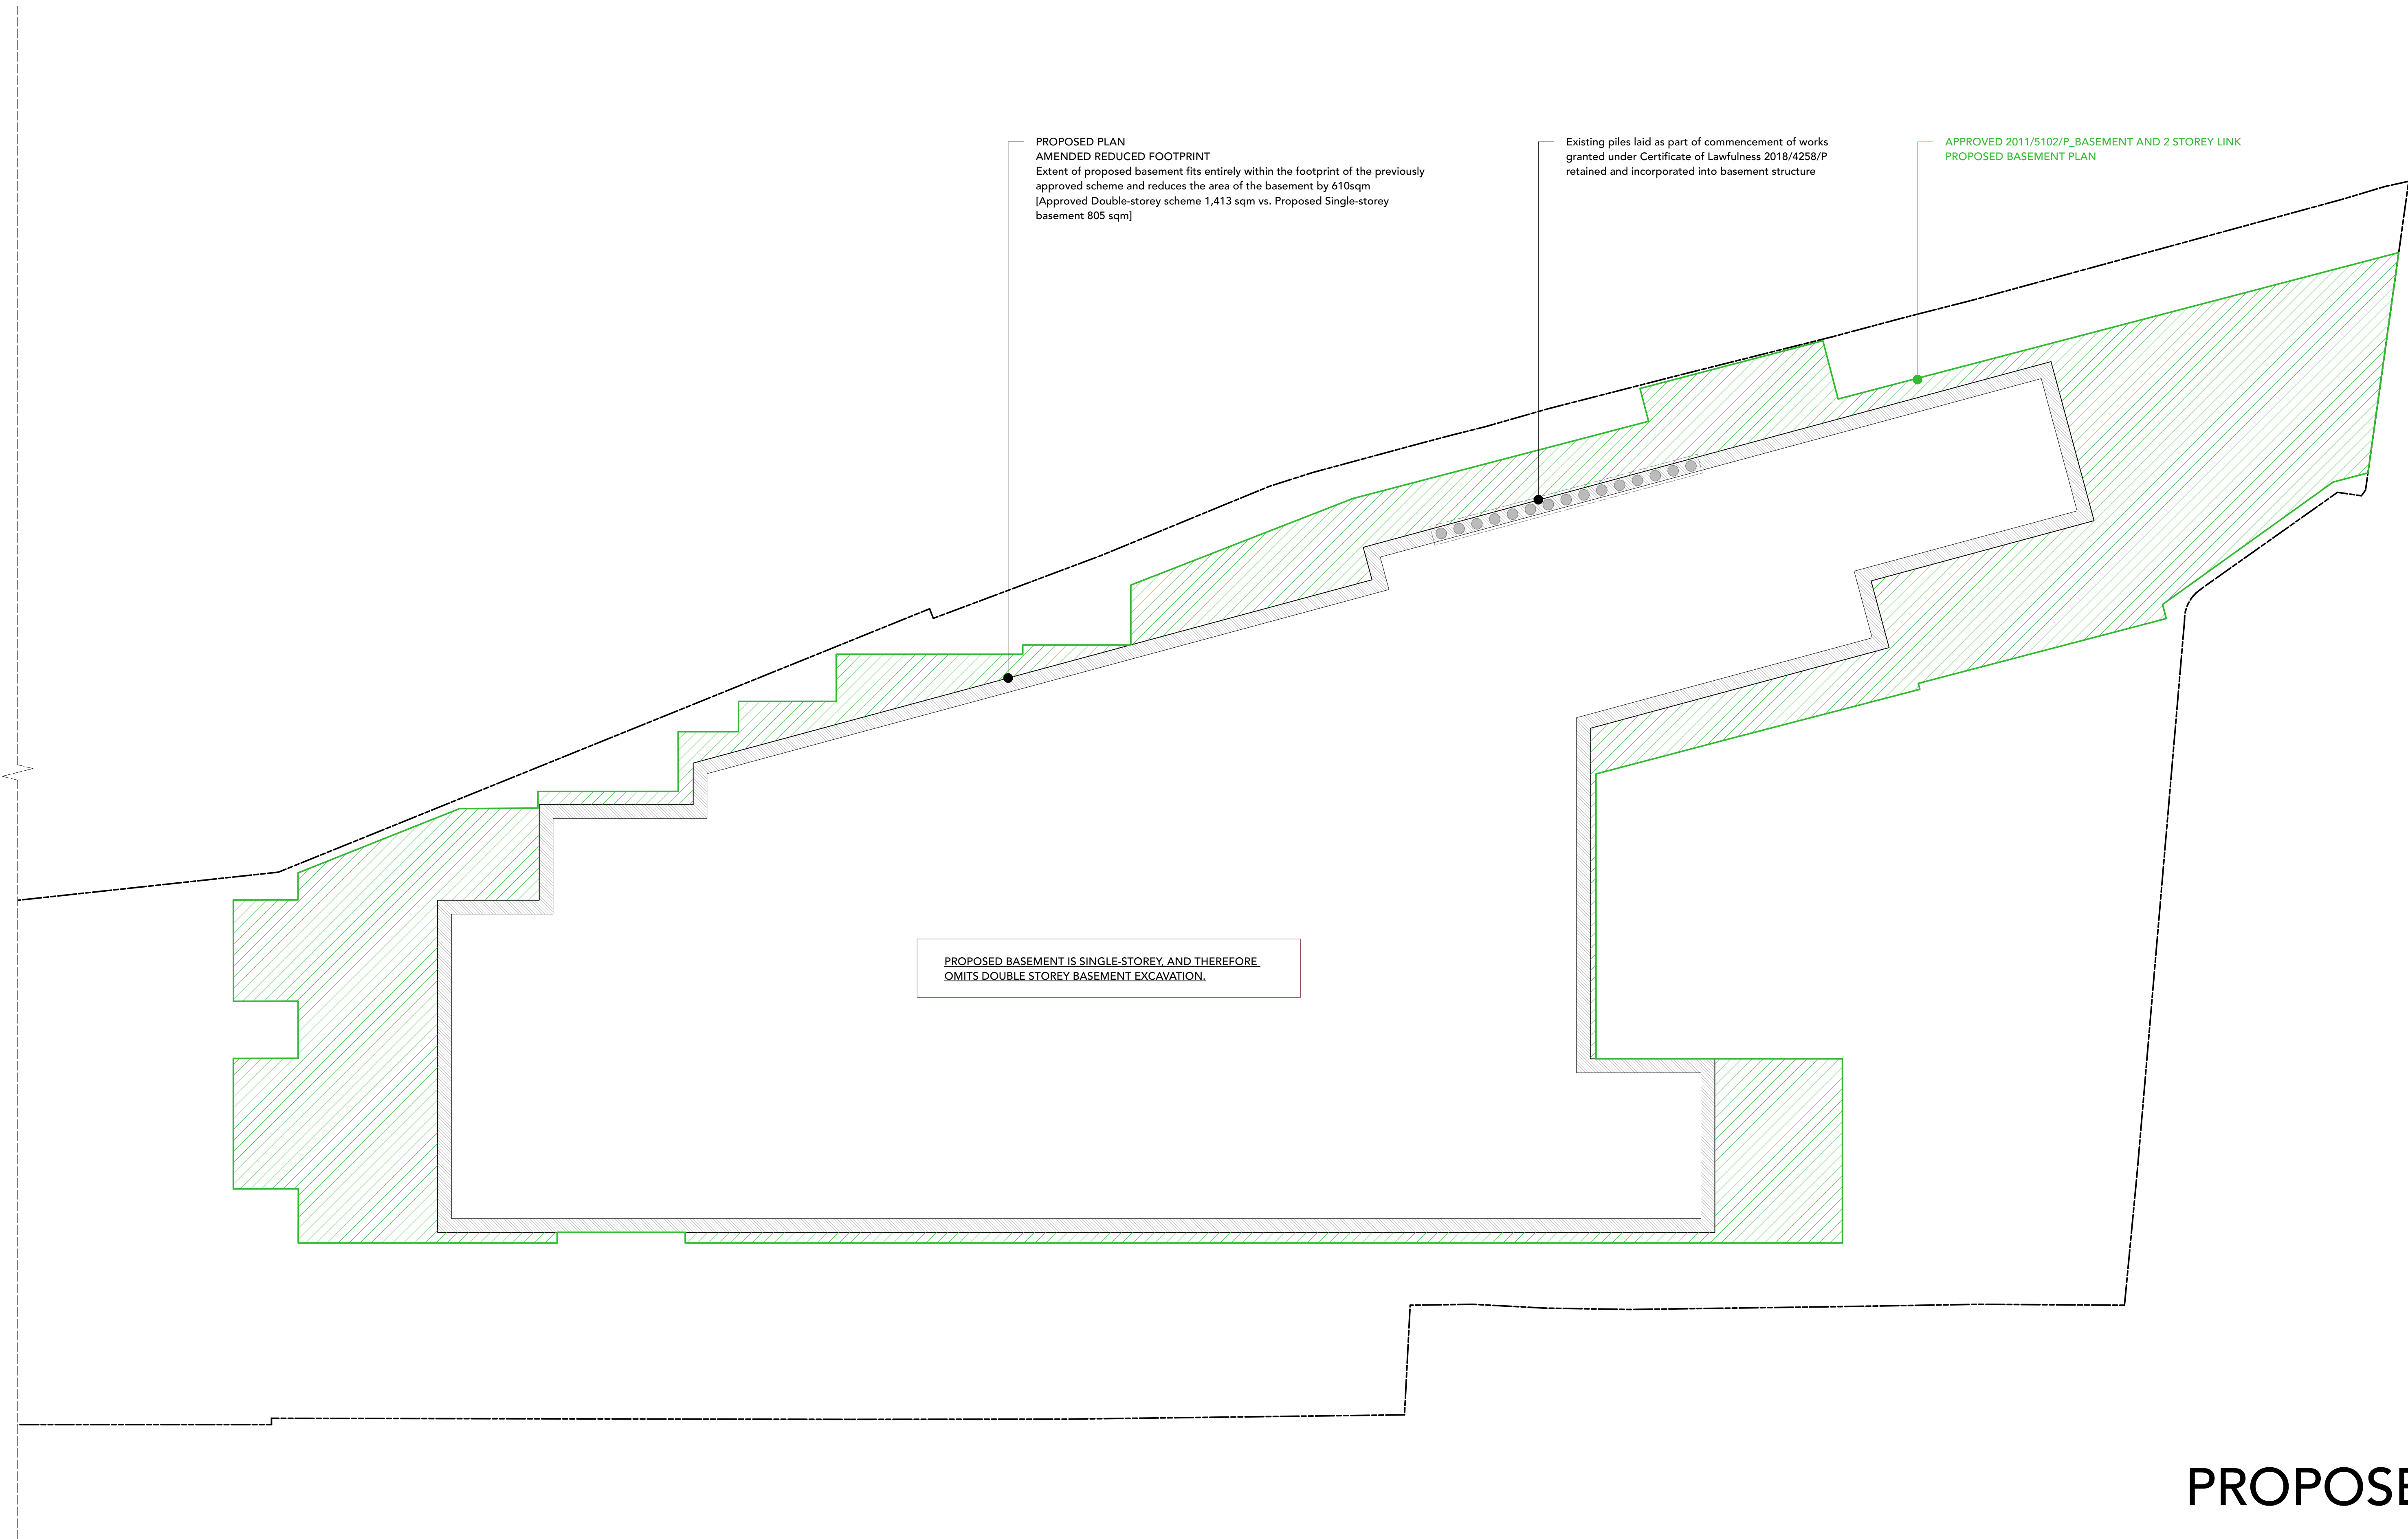 PROPOSED PLAN
AMENDED REDUCED FOOTPRINT
Extent of proposed basement fits entirely within the footprint of the previously
approved scheme and reduces the area of the basement by 610sqm
[Approved Double-storey scheme 1,413 sqm vs. Proposed Single-storey
basement 805 sqm]
Existing piles laid as part of commencement of works
granted under Certificate of Lawfulness 2018/4258/P
retained and incorporated into basement structure
APPROVED 2011/5102/P_BASEMENT AND 2 STOREY LINK
PROPOSED BASEMENT PLAN
PROPOSED BASEMENT IS SINGLE-STOREY, AND THEREFORE
OMITS DOUBLE STOREY BASEMENT EXCAVATION.
PROPOSE